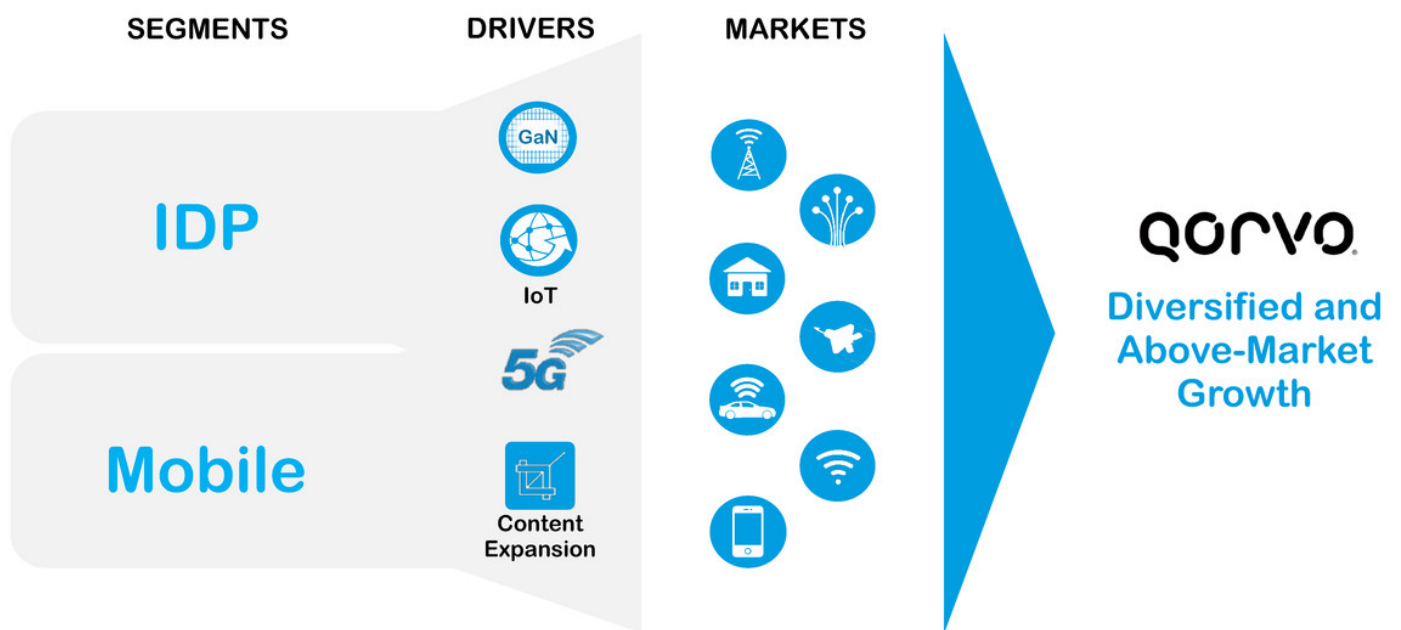 SEGMENTS
DRIVERS
MARKETS
IDP
Mobile
GaN
IoT
5G
Content
Expansion
QORVO®
Diversified and
Above-Market
Growth